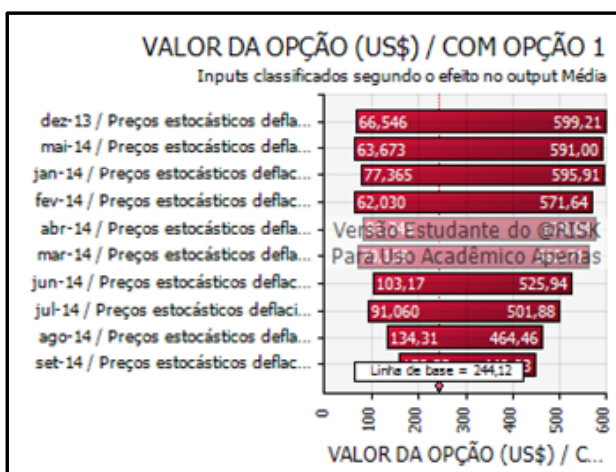 VALOR DA OPÇÃO (US$) / COM OPÇÃO 1
Inputs classificados segundo o efeito no output Média
dez-13 / Preços estocásticos defla... 66,546 599,21
mai-14 / Preços estocásticos defla... 63,673 591,00
jan-14 / Preços estocásticos deflac... 77,365 595,91
fev-14 / Preços estocásticos deflac... 62,030 571,64
abr-14 / Preços estocásticos defla...
Versão Estudante do @RISK
mar-14 / Preços estocásticos defla...
Para Uso Acadêmico Apenas
jun-14 / Preços estocásticos deflac... 103,17 525,94
jul-14 / Preços estocásticos deflaci... 91,060 501,88
ago-14 / Preços estocásticos defla... 134,31 464,46
set-14 / Preços estocásticos deflac...
Linha de base = 244,12
0 100 200 300 400 500 600
VALOR DA OPÇÃO (US$) / C...